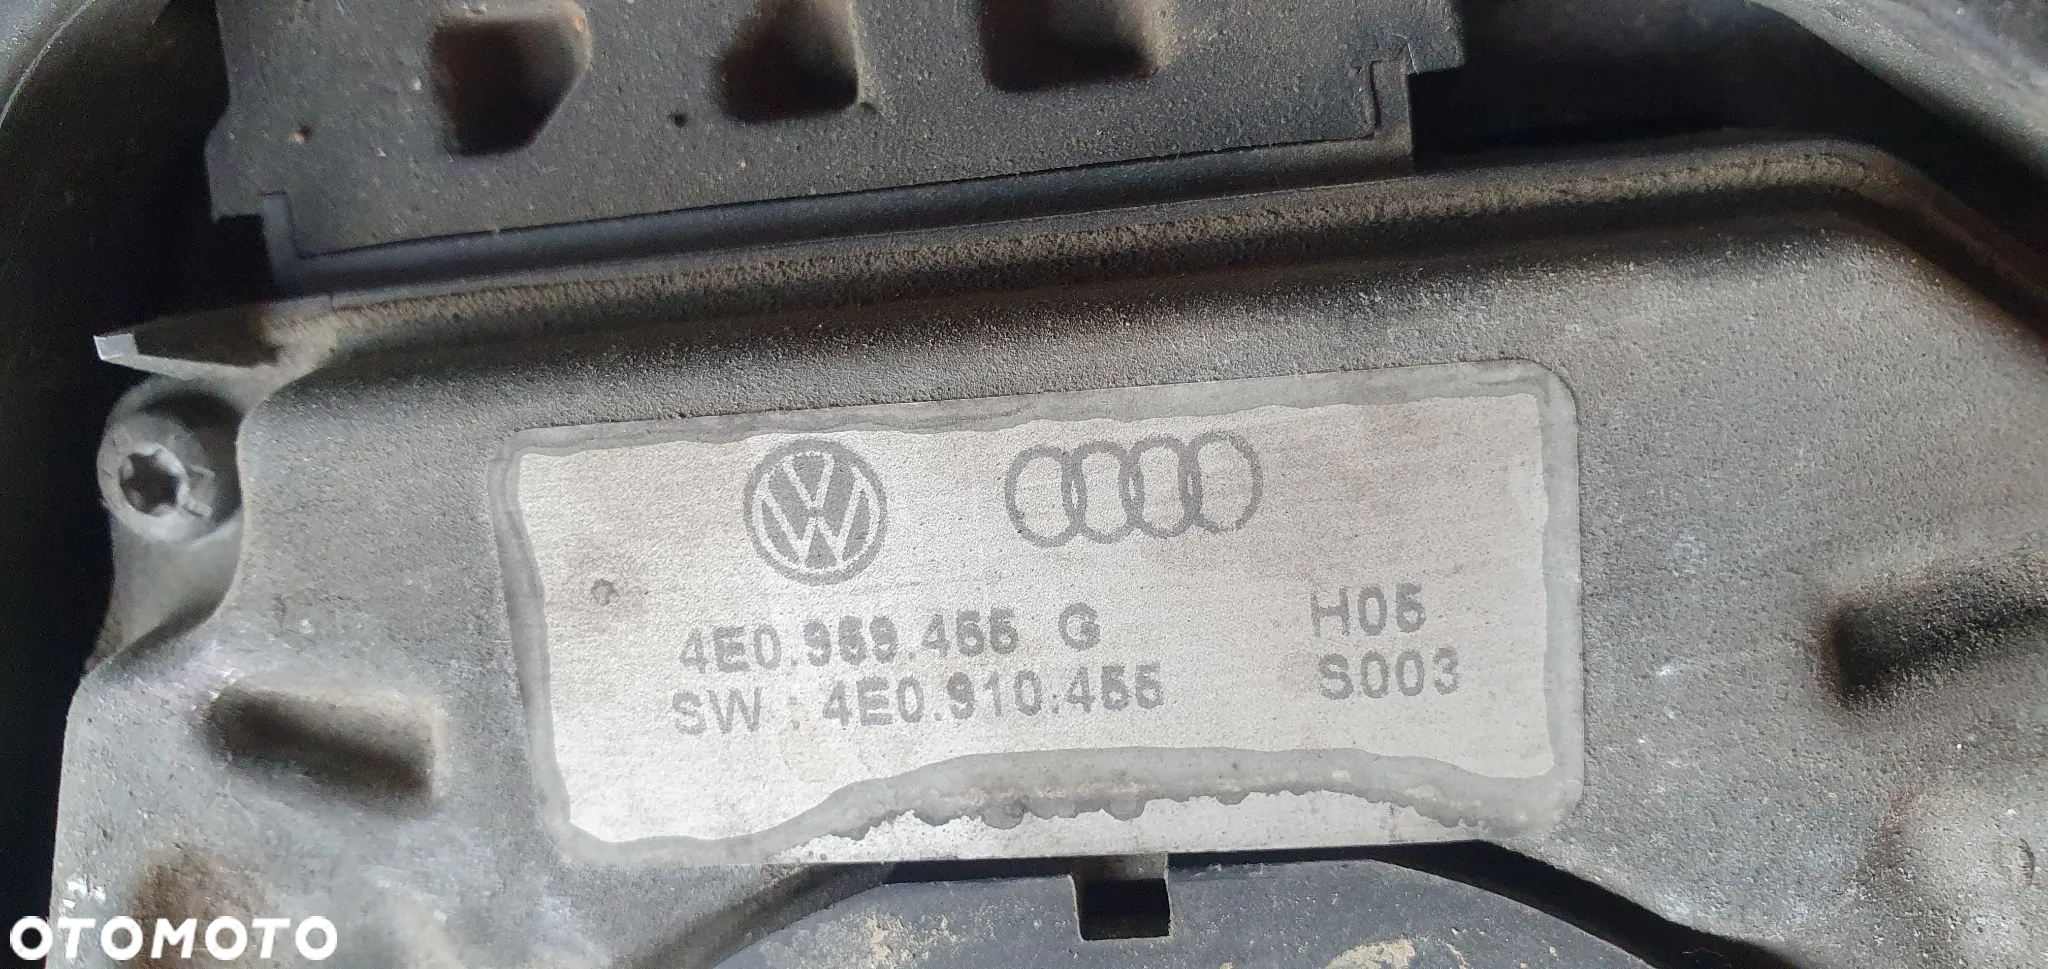 4E0.959.455 G H05
SW : 4E0.910.455 S003
OTOMOTO